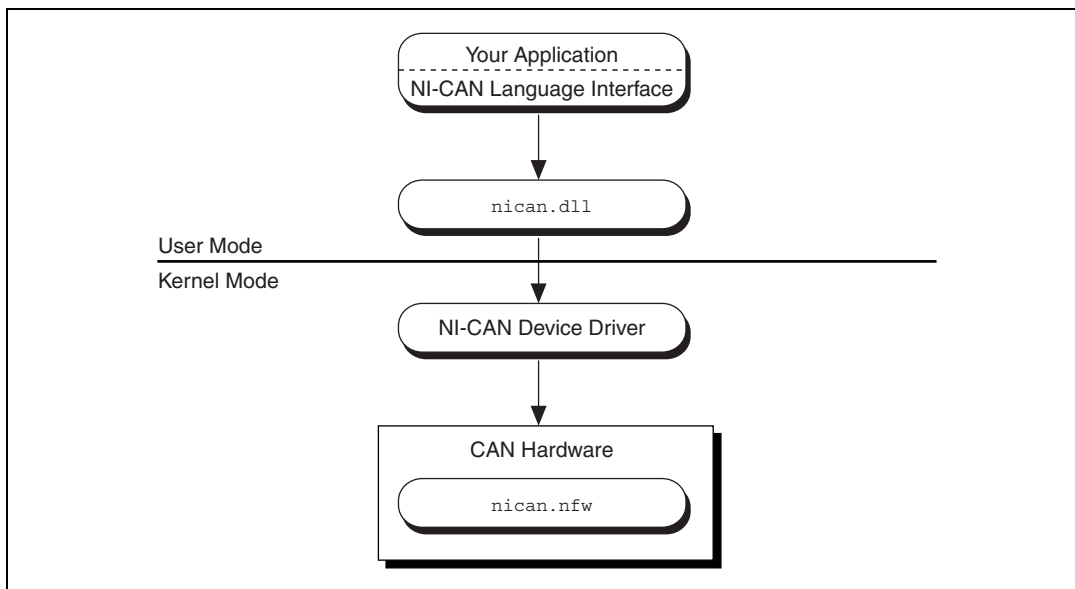 Your Application
NI-CAN Language Interface
nican.dll
User Mode
Kernel Mode
NI-CAN Device Driver
CAN Hardware
nican.nfw